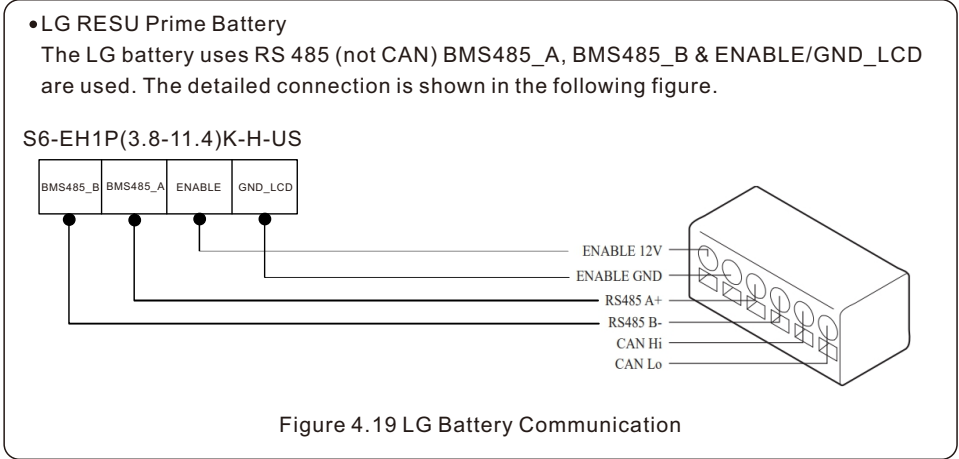 •LG RESU Prime Battery
The LG battery uses RS 485 (not CAN) BMS485_A, BMS485_B & ENABLE/GND_LCD
are used. The detailed connection is shown in the following figure.
S6-EH1P(3.8-11.4)K-H-US
BMS485_B BMS485_A ENABLE GND_LCD
ENABLE 12V
ENABLE GND
RS485 A+
RS485 B-
CAN Hi
CAN Lo
Figure 4.19 LG Battery Communication